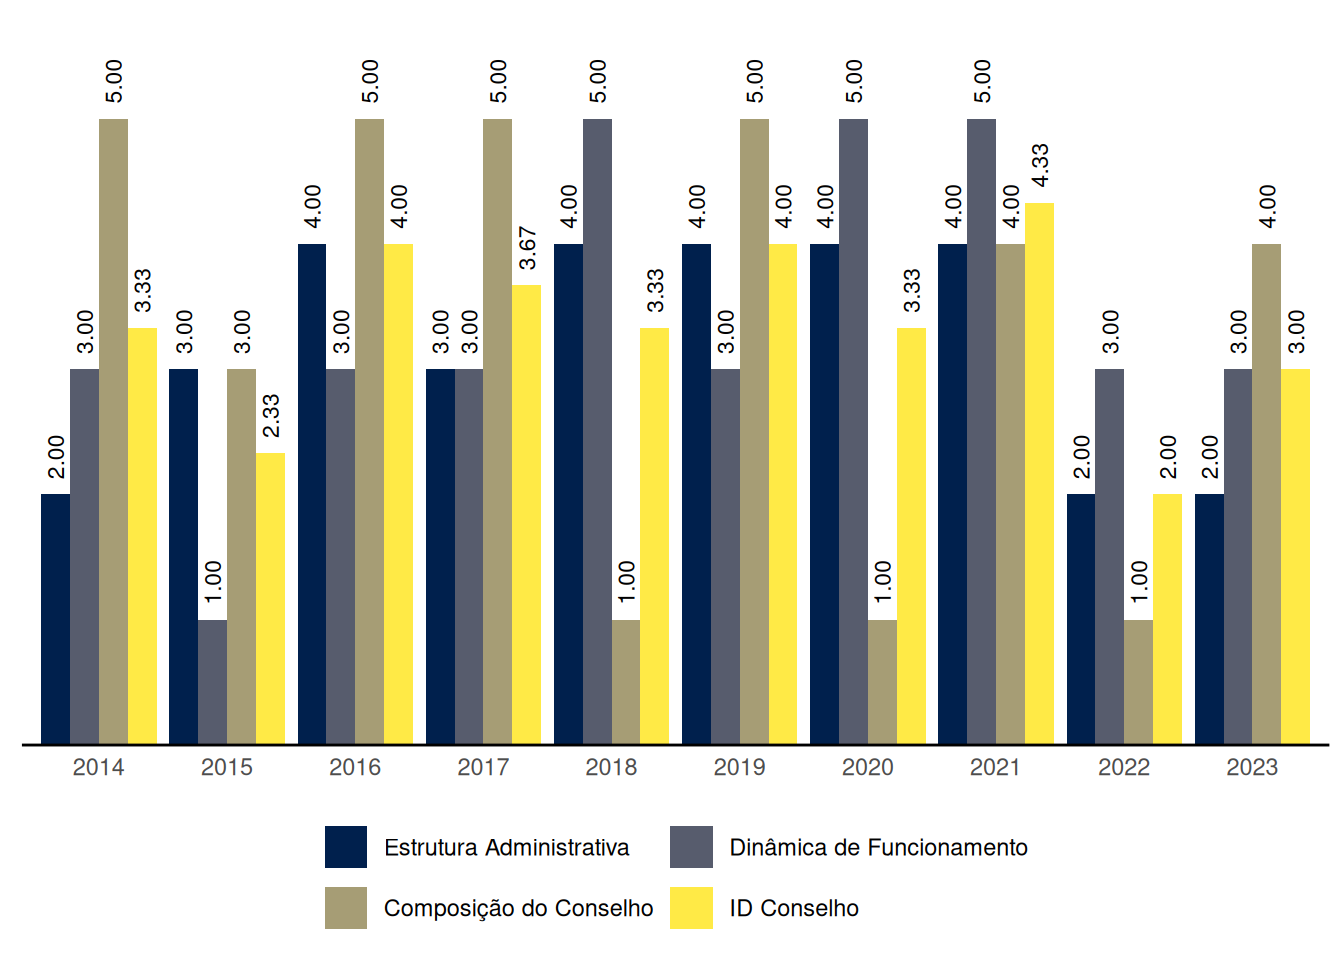 2.00 3.00 5.00 3.33 3.00 1.00 3.00 2.33 4.00 3.00 5.00 4.00 3.00 3.00 5.00 3.67 4.00 5.00 1.00 3.33 4.00 3.00 5.00 4.00 4.00 5.00 1.00 3.33 4.00 5.00 4.00 4.33 2.00 3.00 1.00 2.00 2.00 3.00 4.00 3.00
2014 2015 2016 2017 2018 2019 2020 2021 2022 2023
Estrutura Administrativa Dinâmica de Funcionamento
Composição do Conselho ID Conselho